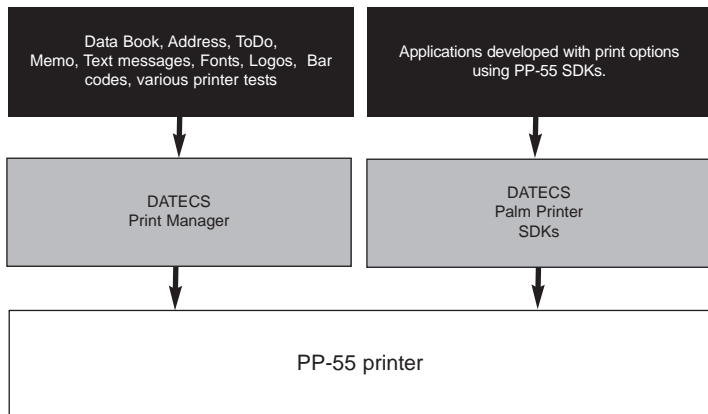 Data Book, Address, ToDo,
Memo, Text messages, Fonts, Logos, Bar
codes, various printer tests
Applications developed with print options
using PP-55 SDKs.
DATECS
Print Manager
DATECS
Palm Printer
SDKs
PP-55 printer